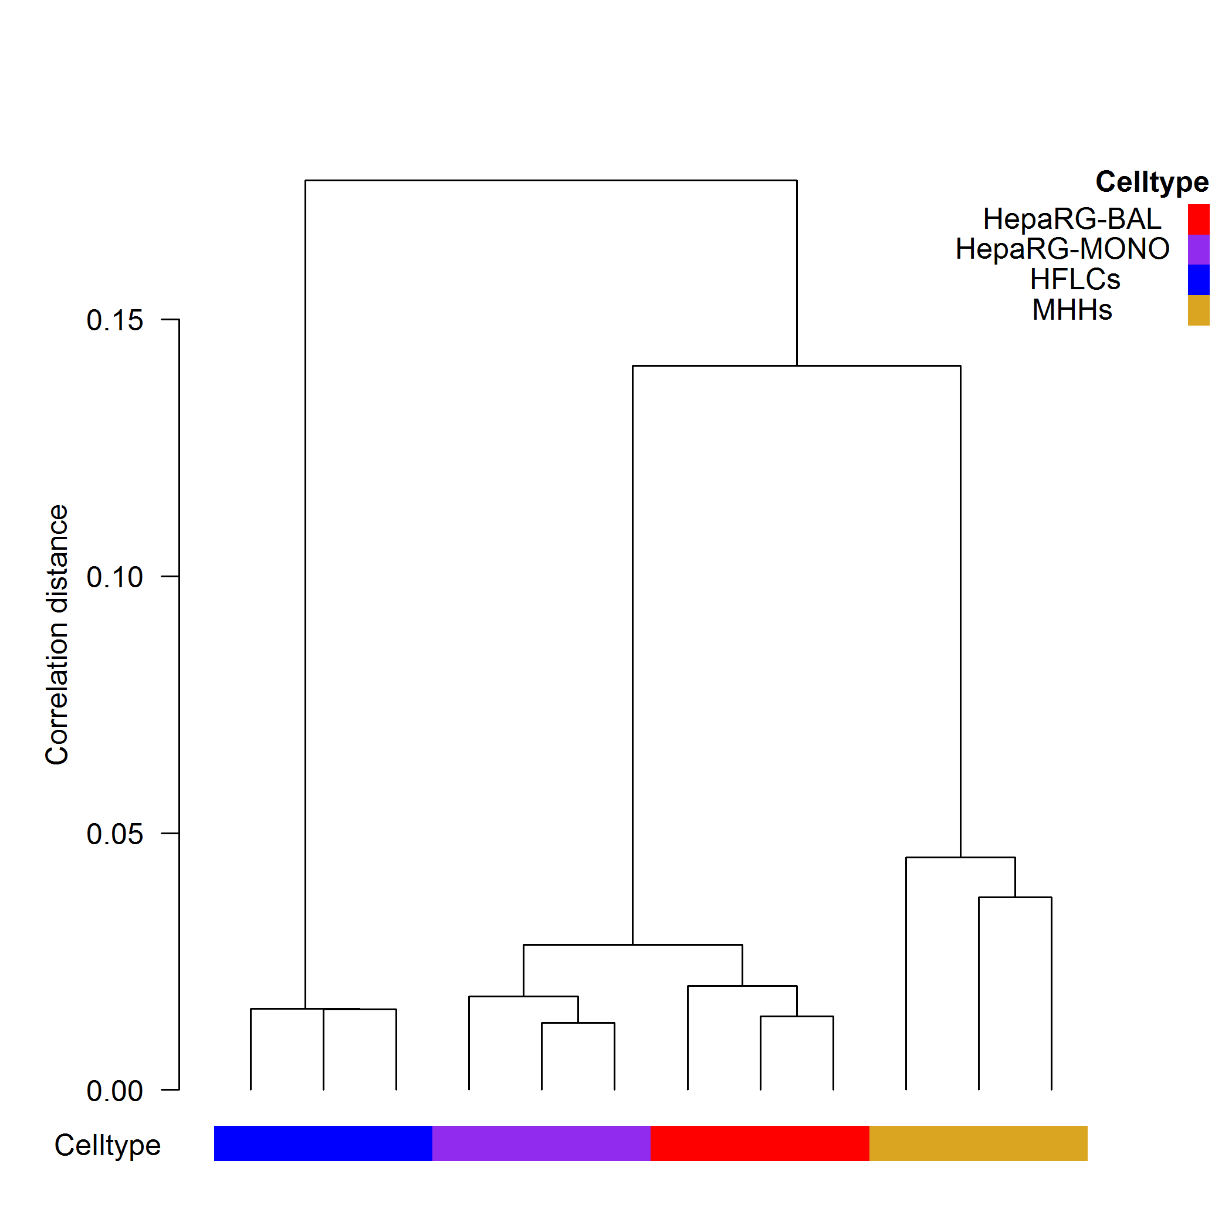 Celltype
HepaRG-BAL
HepaRG-MONO
HFLCs
MHHs
0.15
0.10
0.05
0.00
Correlation distance
Celltype